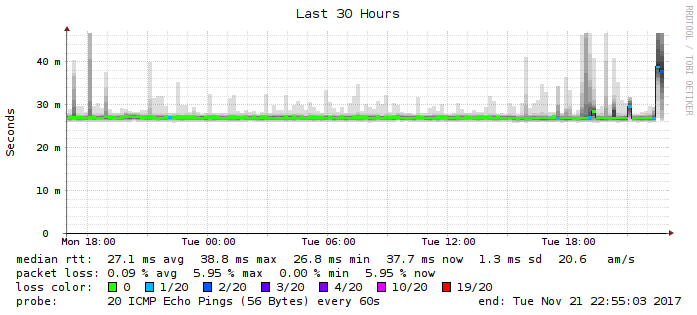 Last 30 Hours
RRDTOOL / TOBI OETIKER
Seconds
40 m
30 m
20 m
10 m
0
Mon 18:00 Tue 00:00 Tue 06:00 Tue 12:00 Tue 18:00
median rtt: 27.1 ms avg 38.8 ms max 26.8 ms min 37.7 ms now 1.3 ms sd 20.6 am/s
packet loss: 0.09 % avg 5.95 % max 0.00 % min 5.95 % now
loss color: 0 1/20 2/20 3/20 4/20 10/20 19/20
probe: 20 ICMP Echo Pings (56 Bytes) every 60s end: Tue Nov 21 22:55:03 2017